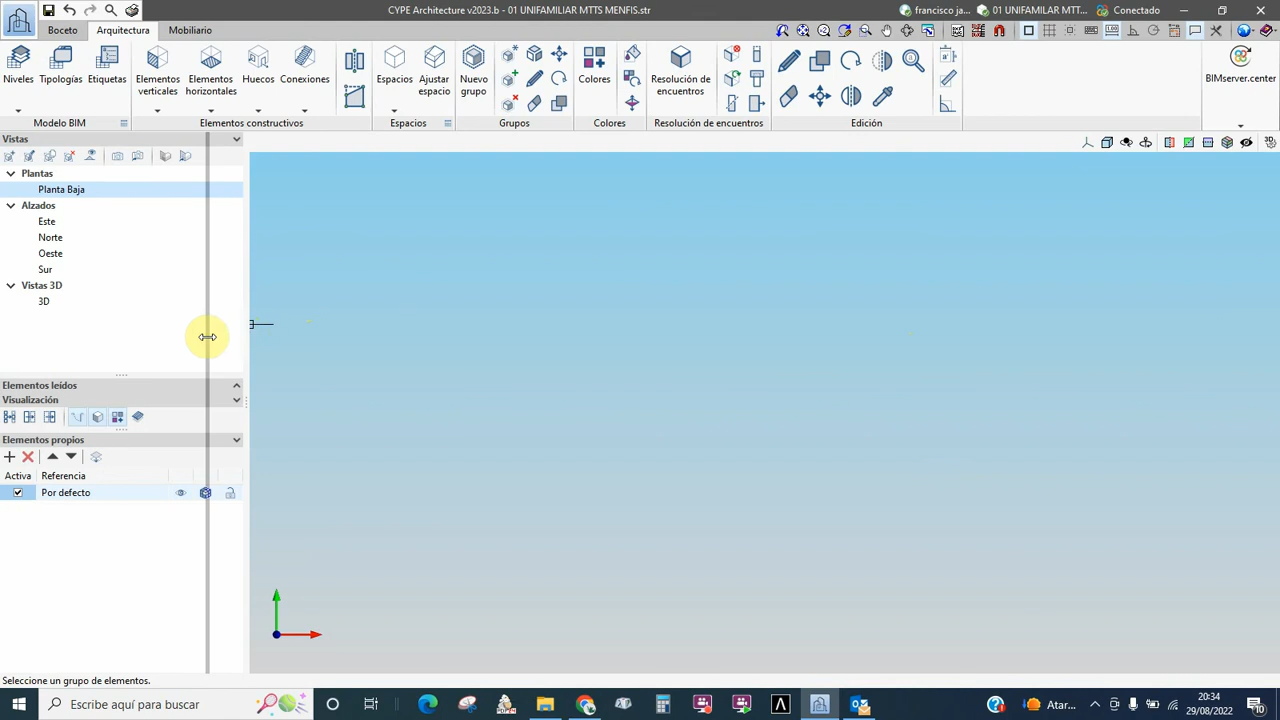 CYPE Architecture v2023.b - 01 UNIFAMILAR MTTS MENFIS.str
francisco ja...
01 UNIFAMILAR MTT...
Conectado
Boceto
Arquitectura
Mobiliario
Niveles
Tipologías
Etiquetas
Elementos verticales
Elementos horizontales
Huecos
Conexiones
Espacios
Ajustar espacio
Nuevo grupo
Colores
Resolución de encuentros
BIMserver.center
Modelo BIM
Elementos constructivos
Espacios
Grupos
Colores
Resolución de encuentros
Edición
Vistas
Plantas
Planta Baja
Alzados
Este
Norte
Oeste
Sur
Vistas 3D
3D
Elementos leídos
Visualización
Elementos propios
Activa
Referencia
Por defecto
Seleccione un grupo de elementos.
Escribe aquí para buscar
Atar...
20:34
29/08/2022